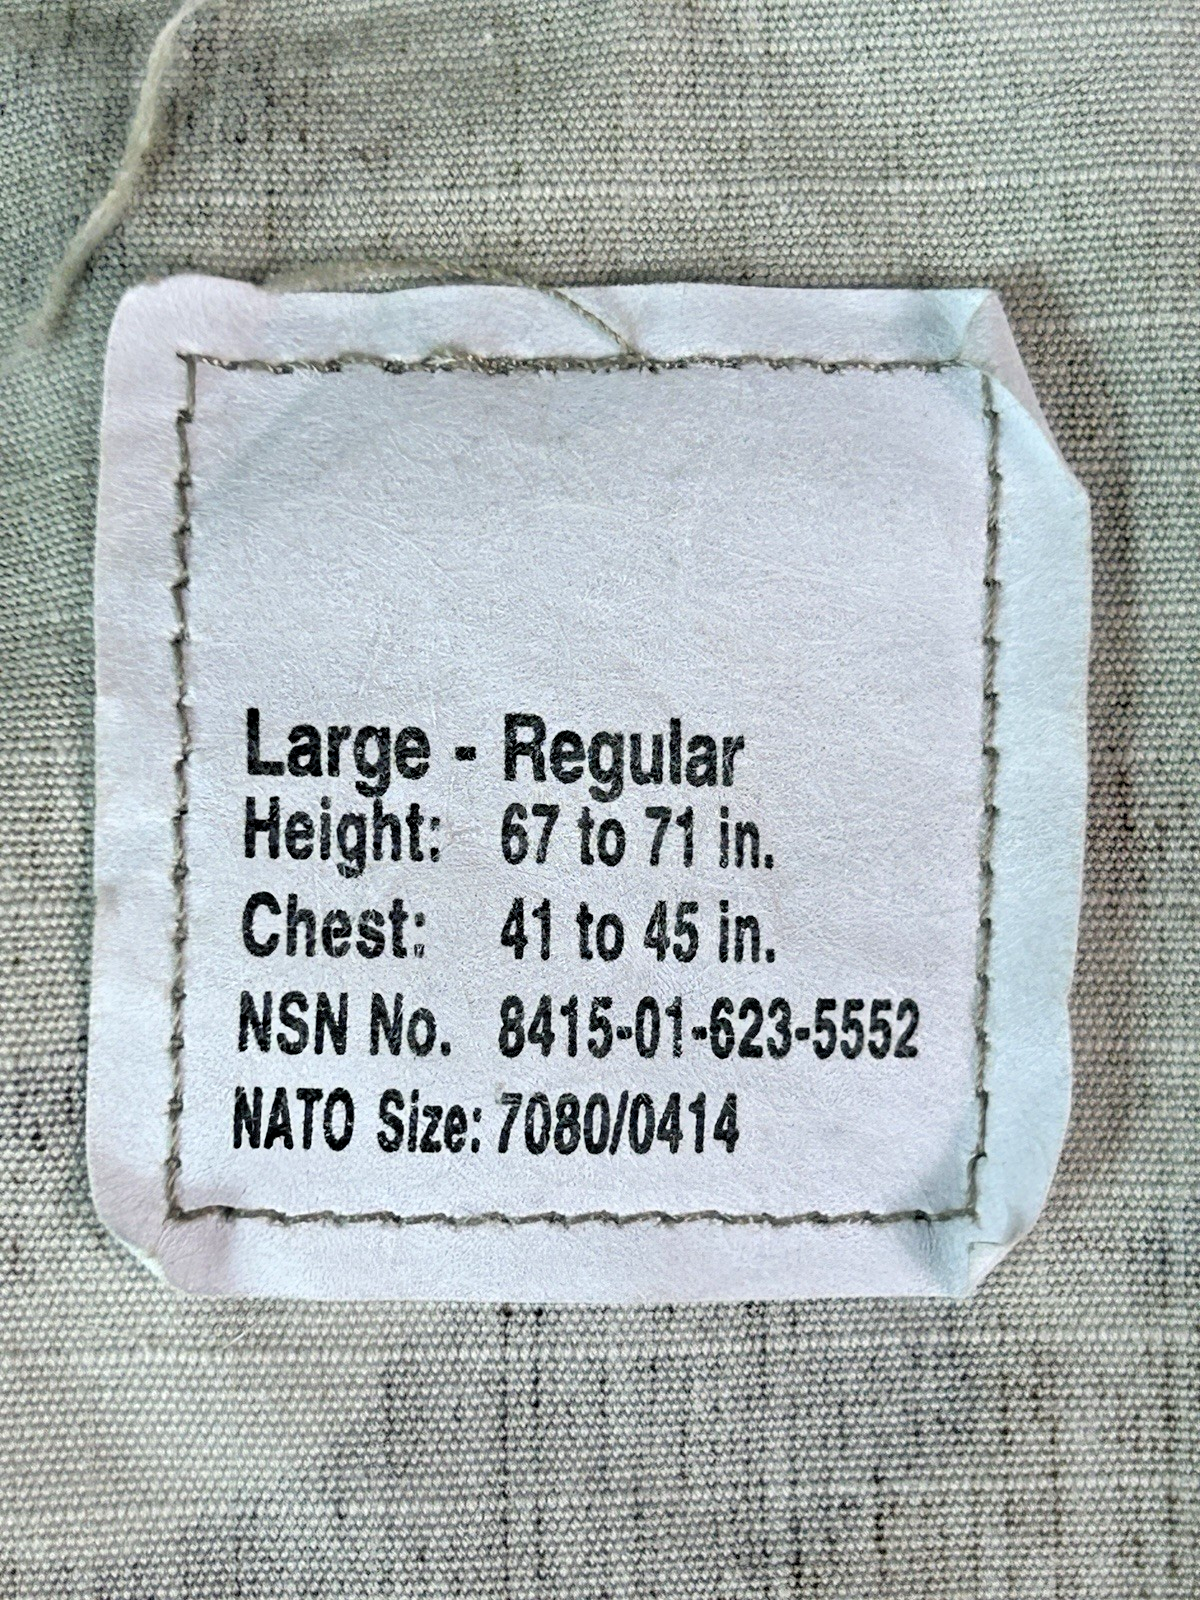 Large - Regular
Height: 67 to 71 in.
Chest: 41 to 45 in.
NSN No. 8415-01-623-5552
NATO Size: 7080/0414